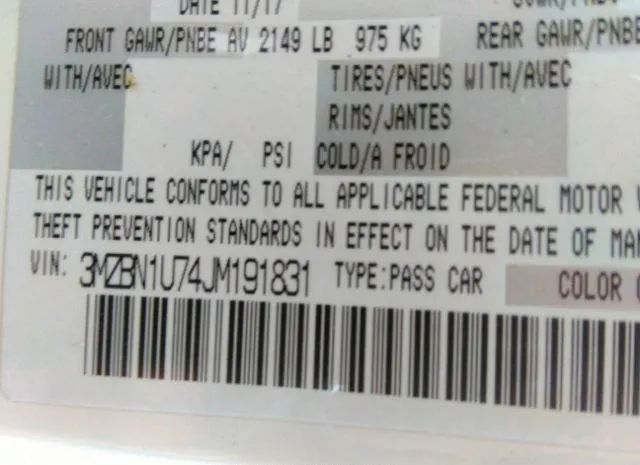 DATE 11/17
FRONT GAWR/PNBE AV 2149 LB 975 KG REAR GAWR/PNBE
WITH/AVEC TIRES/PNEUS WITH/AVEC
RIMS/JANTES
KPA/ PSI COLD/A FROID
THIS VEHICLE CONFORMS TO ALL APPLICABLE FEDERAL MOTOR V
THEFT PREVENTION STANDARDS IN EFFECT ON THE DATE OF MAN
VIN: 3MZBN1U74JM191831 TYPE:PASS CAR COLOR